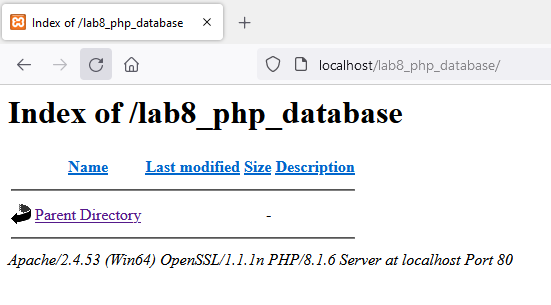 Index of /lab8_php_database
localhost/lab8_php_database/
Index of /lab8_php_database
Name Last modified Size Description
Parent Directory -
Apache/2.4.53 (Win64) OpenSSL/1.1.1n PHP/8.1.6 Server at localhost Port 80